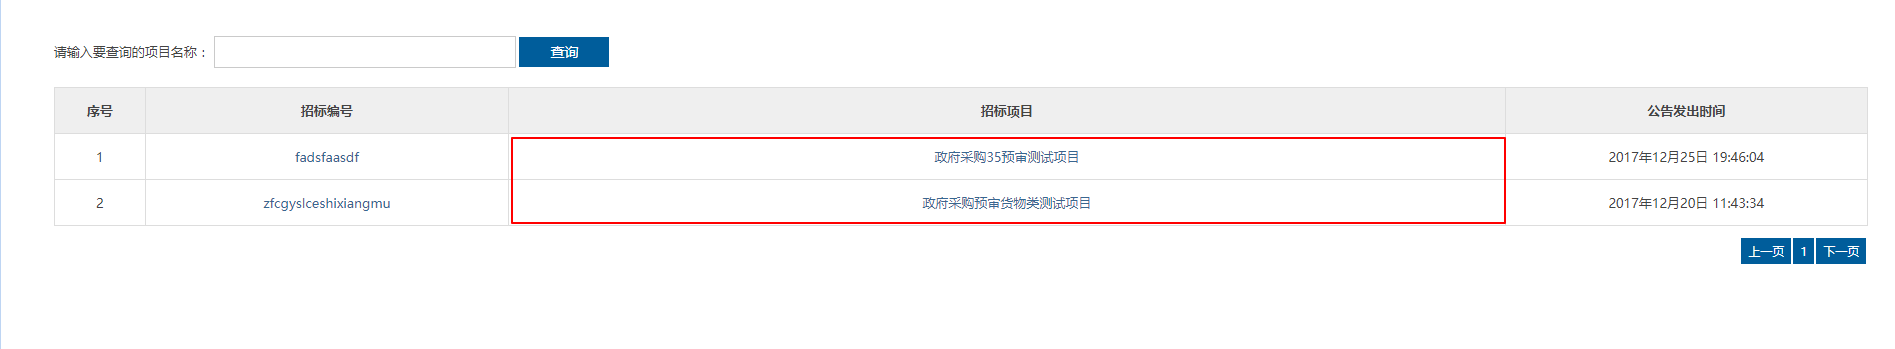 请输入要查询的项目名称： 查询
序号 招标编号 招标项目 公告发出时间
1 fadsfaasdf 政府采购35预审测试项目 2017年12月25日 19:46:04
2 zfcgyslceshixiangmu 政府采购预审货物类测试项目 2017年12月20日 11:43:34
上一页 1 下一页